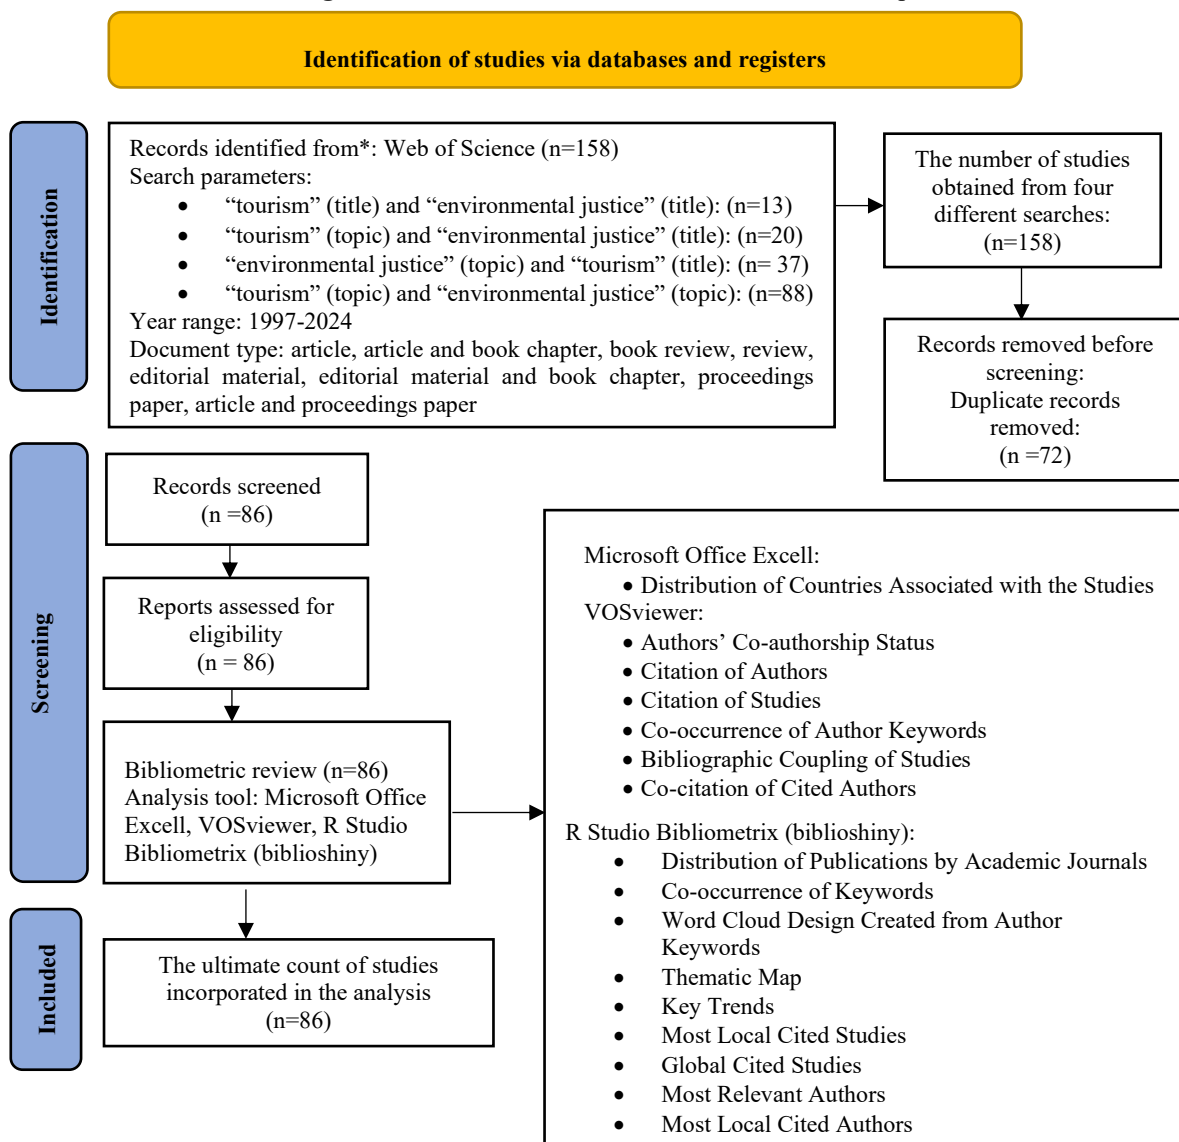 Identification of studies via databases and registers
Identification
Records identified from*: Web of Science (n=158)
Search parameters:
• “tourism” (title) and “environmental justice” (title): (n=13)
• “tourism” (topic) and “environmental justice” (title): (n=20)
• “environmental justice” (topic) and “tourism” (title): (n= 37)
• “tourism” (topic) and “environmental justice” (topic): (n=88)
Year range: 1997-2024
Document type: article, article and book chapter, book review, review,
editorial material, editorial material and book chapter, proceedings
paper, article and proceedings paper
The number of studies
obtained from four
different searches:
(n=158)
Records removed before
screening:
Duplicate records
removed:
(n =72)
Screening
Records screened
(n =86)
Reports assessed for
eligibility
(n = 86)
Bibliometric review (n=86)
Analysis tool: Microsoft Office
Excell, VOSviewer, R Studio
Bibliometrix (biblioshiny)
Microsoft Office Excell:
• Distribution of Countries Associated with the Studies
VOSviewer:
• Authors’ Co-authorship Status
• Citation of Authors
• Citation of Studies
• Co-occurrence of Author Keywords
• Bibliographic Coupling of Studies
• Co-citation of Cited Authors
R Studio Bibliometrix (biblioshiny):
• Distribution of Publications by Academic Journals
• Co-occurrence of Keywords
• Word Cloud Design Created from Author
Keywords
• Thematic Map
• Key Trends
• Most Local Cited Studies
• Global Cited Studies
• Most Relevant Authors
• Most Local Cited Authors
Included
The ultimate count of studies
incorporated in the analysis
(n=86)